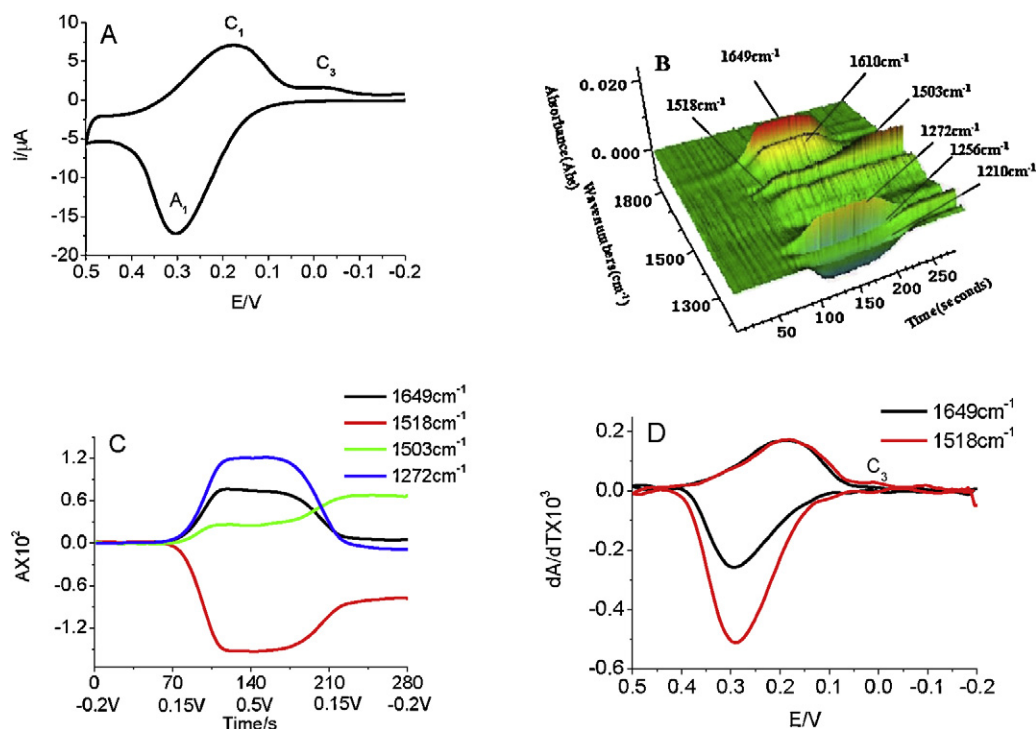 A
C1
C3
A1
10
5
0
-5
-10
-15
-20
i/μA
0.5 0.4 0.3 0.2 0.1 0.0 -0.1 -0.2
E/V
B
1649cm-1
1610cm-1
1518cm-1
1503cm-1
1272cm-1
1256cm-1
1210cm-1
0.020
0.000
Absorbance(Abs)
Wavenumbers(cm-1)
1800
1500
1300
50 100 150 200 250
Time(seconds)
C
1649cm-1
1518cm-1
1503cm-1
1272cm-1
1.2
0.6
0.0
-0.6
-1.2
AX10²
0 70 140 210 280
-0.2V 0.15V 0.5V 0.15V -0.2V
Time/s
D
1649cm-1
1518cm-1
C3
0.2
0.0
-0.2
-0.4
-0.6
dA/dTX10³
0.5 0.4 0.3 0.2 0.1 0.0 -0.1 -0.2
E/V